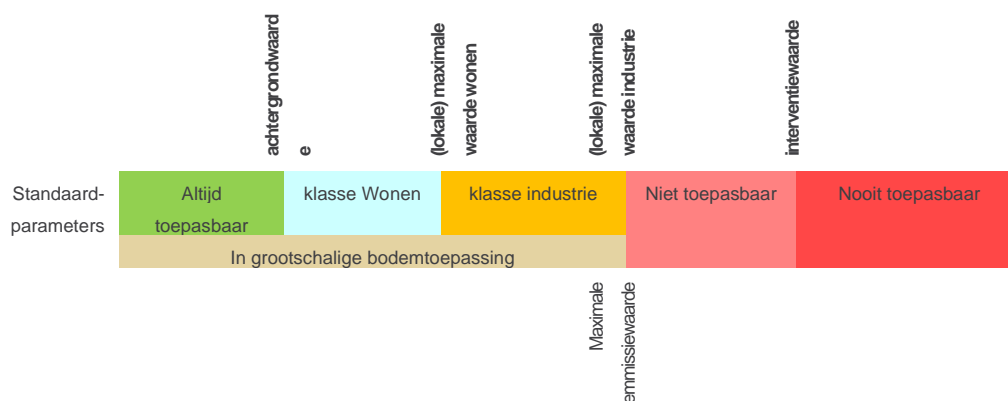 achtergrondwaard
e
(lokale) maximale
waarde wonen
(lokale) maximale
waarde industrie
interventiewaarde
Standaard-
parameters
Altijd
toepasbaar
klasse Wonen
klasse industrie
Niet toepasbaar
Nooit toepasbaar
In grootschalige bodemtoepassing
Maximale
emmissiewaarde